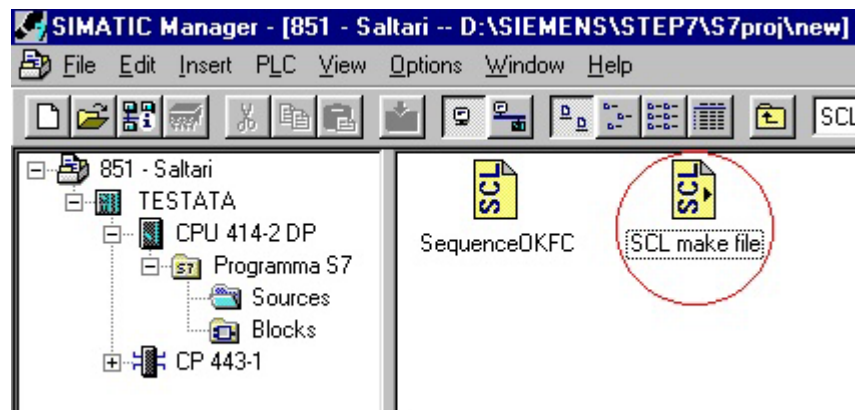 SIMATIC Manager - [851 - Saltari -- D:\SIEMENS\STEP7\S7proj\new]
File Edit Insert PLC View Options Window Help
SCL
851 - Saltari
TESTATA
CPU 414-2 DP
S7 Programma S7
Sources
Blocks
CP 443-1
SCL
SequenceOKFC
SCL
SCL make file